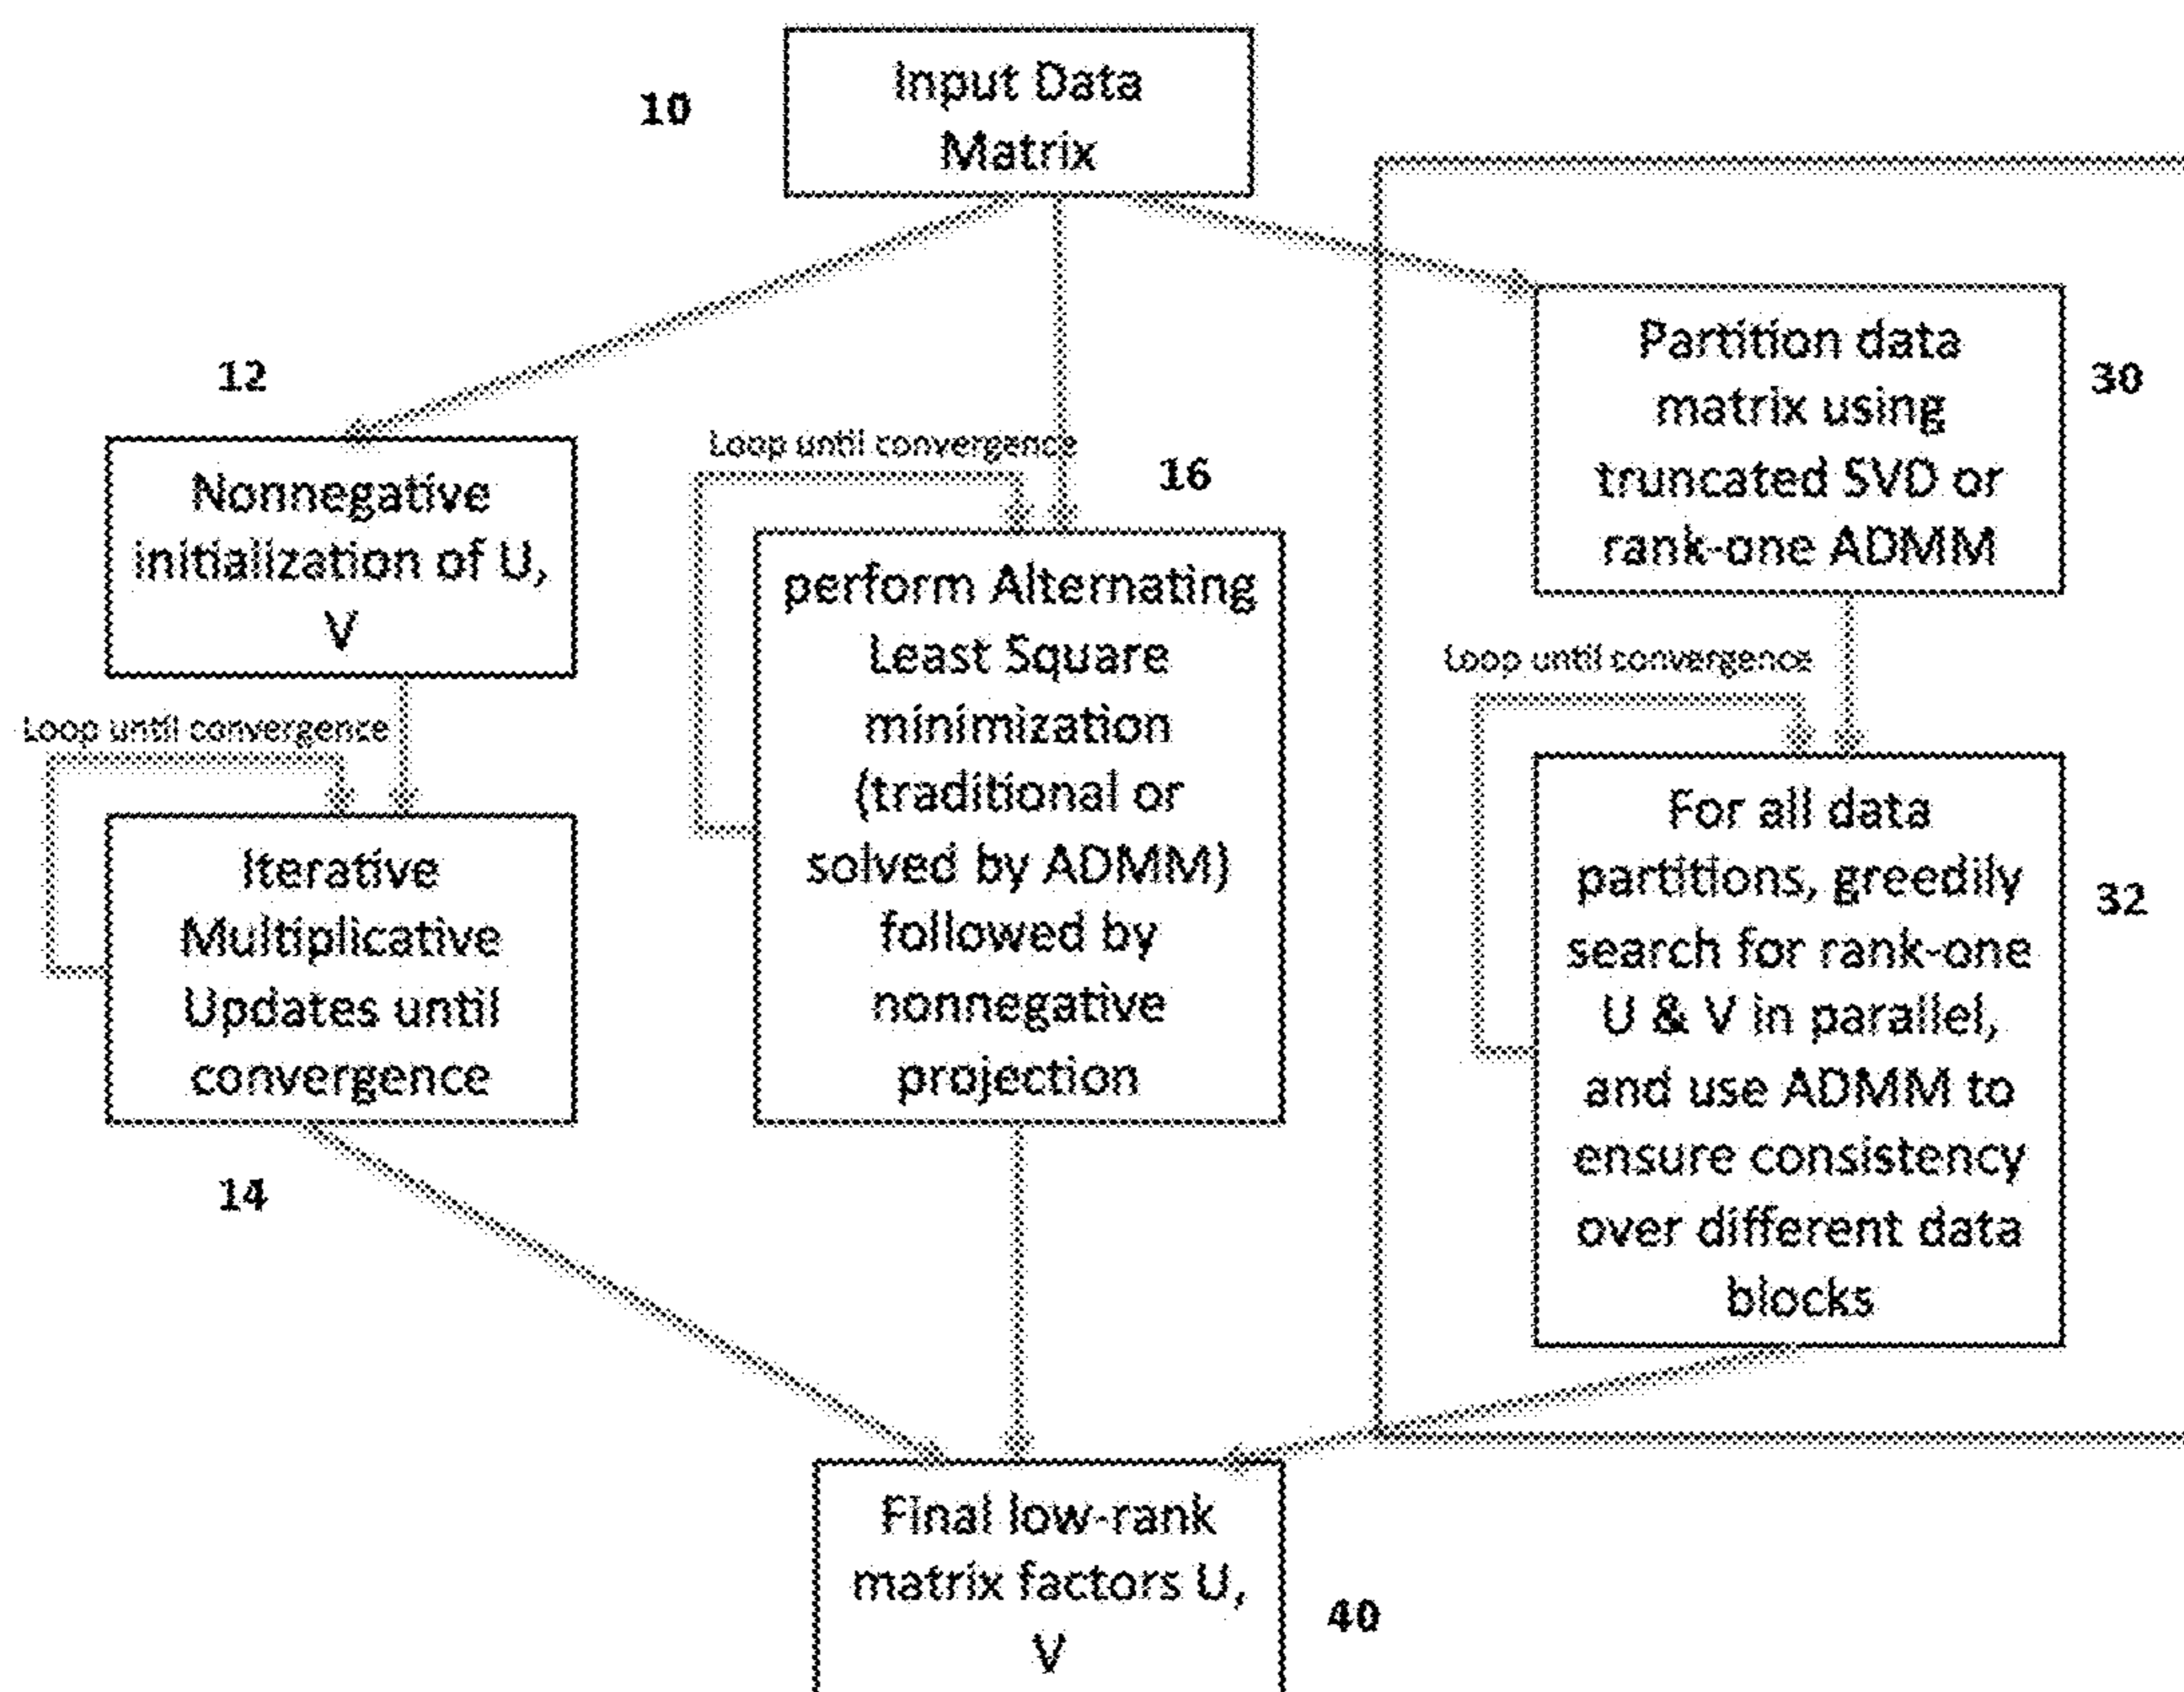 10
Input Data
Matrix
12
Nonnegative
initialization of U,
V
Loop until convergence
Iterative
Multiplicative
Updates until
convergence
14
Loop until convergence
16
perform Alternating
Least Square
minimization
(traditional or
solved by ADMM)
followed by
nonnegative
projection
Partition data
matrix using
truncated SVD or
rank-one ADMM
30
Loop until convergence
For all data
partitions, greedily
search for rank-one
U & V in parallel,
and use ADMM to
ensure consistency
over different data
blocks
32
Final low-rank
matrix factors U,
V
40